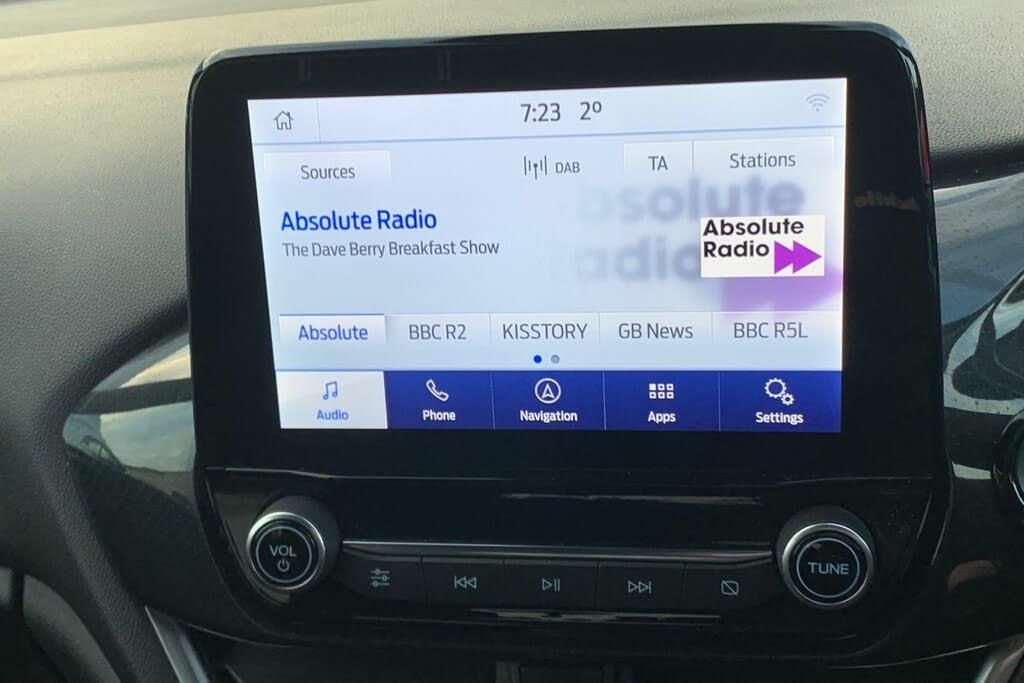 7:23 2º
Sources
DAB
TA
Stations
Absolute Radio
The Dave Berry Breakfast Show
Absolute
Radio
Absolute
BBC R2
KISSTORY
GB News
BBC R5L
Audio
Phone
Navigation
Apps
Settings
VOL
TUNE